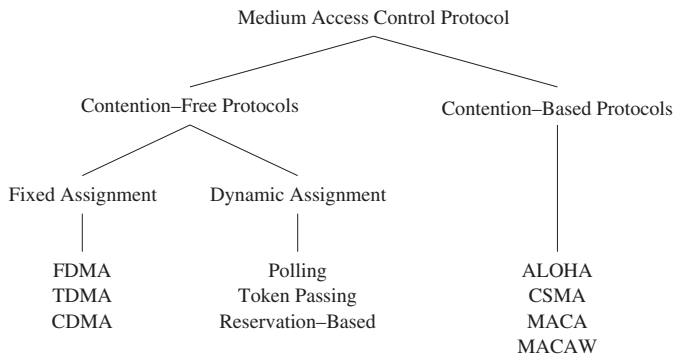 Medium Access Control Protocol
Contention–Free Protocols
Contention–Based Protocols
Fixed Assignment
Dynamic Assignment
FDMA
TDMA
CDMA
Polling
Token Passing
Reservation–Based
ALOHA
CSMA
MACA
MACAW